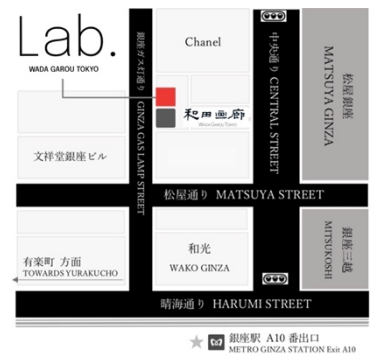 Lab.
WADA GAROU TOKYO
Chanel
銀座ガス灯通り GINZA GAS LAMP STREET
中央通り CENTRAL STREET
松屋銀座
MATSUYA GINZA
和田画廊
WADA GAROU TOKYO
文祥堂銀座ビル
松屋通り MATSUYA STREET
有楽町 方面
TOWARDS YURAKUCHO
和光
WAKO GINZA
銀座三越
MITSUKOSHI
晴海通り HARUMI STREET
銀座駅 A10 番出口
METRO GINZA STATION Exit A10